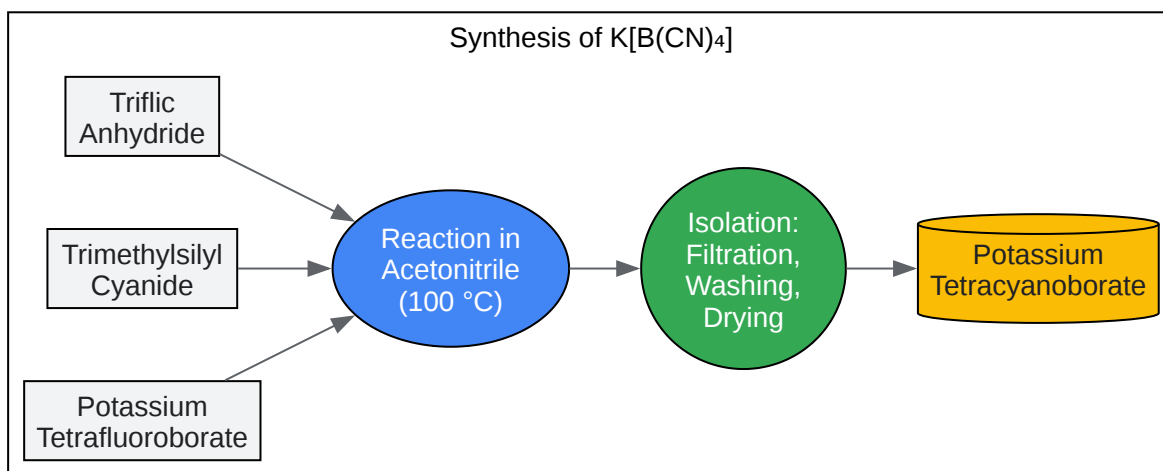 Synthesis of K[B(CN)₄]
Triflic
Anhydride
Trimethylsilyl
Cyanide
Potassium
Tetrafluoroborate
Reaction in
Acetonitrile
(100 °C)
Isolation:
Filtration,
Washing,
Drying
Potassium
Tetracyanoborate